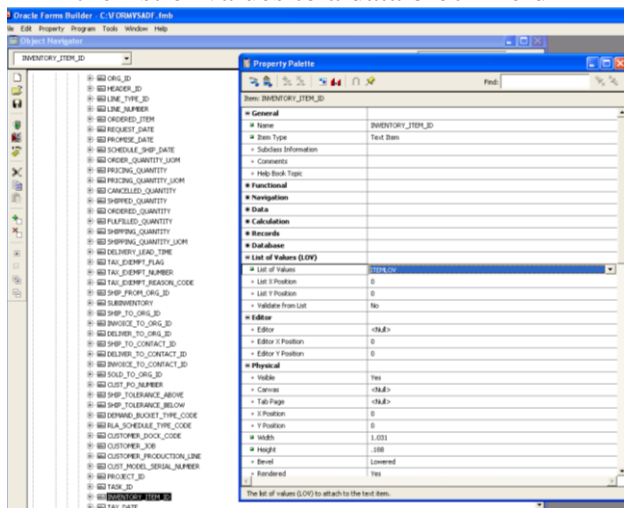 Oracle Forms Builder - C:\FORMYSADF.fmb
File Edit Property Program Tools Window Help
Object Navigator
INVENTORY_ITEM_ID
ORG_ID
HEADER_ID
LINE_TYPE_ID
LINE_NUMBER
ORDERED_ITEM
REQUEST_DATE
PROMISE_DATE
SCHEDULE_SHIP_DATE
ORDER_QUANTITY_UOM
PRICING_QUANTITY
PRICING_QUANTITY_UOM
CANCELLED_QUANTITY
SHIPPED_QUANTITY
ORDERED_QUANTITY
FULFILLED_QUANTITY
SHIPPING_QUANTITY
SHIPPING_QUANTITY_UOM
DELIVERY_LEAD_TIME
TAX_EXEMPT_FLAG
TAX_EXEMPT_NUMBER
TAX_EXEMPT_REASON_CODE
SHIP_FROM_ORG_ID
SUBINVENTORY
SHIP_TO_ORG_ID
INVOICE_TO_ORG_ID
DELIVER_TO_ORG_ID
SHIP_TO_CONTACT_ID
DELIVER_TO_CONTACT_ID
INVOICE_TO_CONTACT_ID
SOLD_TO_ORG_ID
CUST_PO_NUMBER
SHIP_TOLERANCE_ABOVE
SHIP_TOLERANCE_BELOW
DEMAND_BUCKET_TYPE_CODE
RLA_SCHEDULE_TYPE_CODE
CUSTOMER_DOCK_CODE
CUSTOMER_JOB
CUSTOMER_PRODUCTION_LINE
CUST_MODEL_SERIAL_NUMBER
PROJECT_ID
TASK_ID
INVENTORY_ITEM_ID
TAX_DATE
Property Palette
Find:
Item: INVENTORY_ITEM_ID
General
Name INVENTORY_ITEM_ID
Item Type Text Item
Subclass Information
Comments
Help Book Topic
Functional
Navigation
Data
Calculation
Records
Database
List of Values (LOV)
List of Values ITEMLOV
List X Position 0
List Y Position 0
Validate from List No
Editor
Editor <Null>
Editor X Position 0
Editor Y Position 0
Physical
Visible Yes
Canvas <Null>
Tab Page <Null>
X Position 0
Y Position 0
Width 1.031
Height .188
Bevel Lowered
Rendered Yes
The list of values (LOV) to attach to the text item.